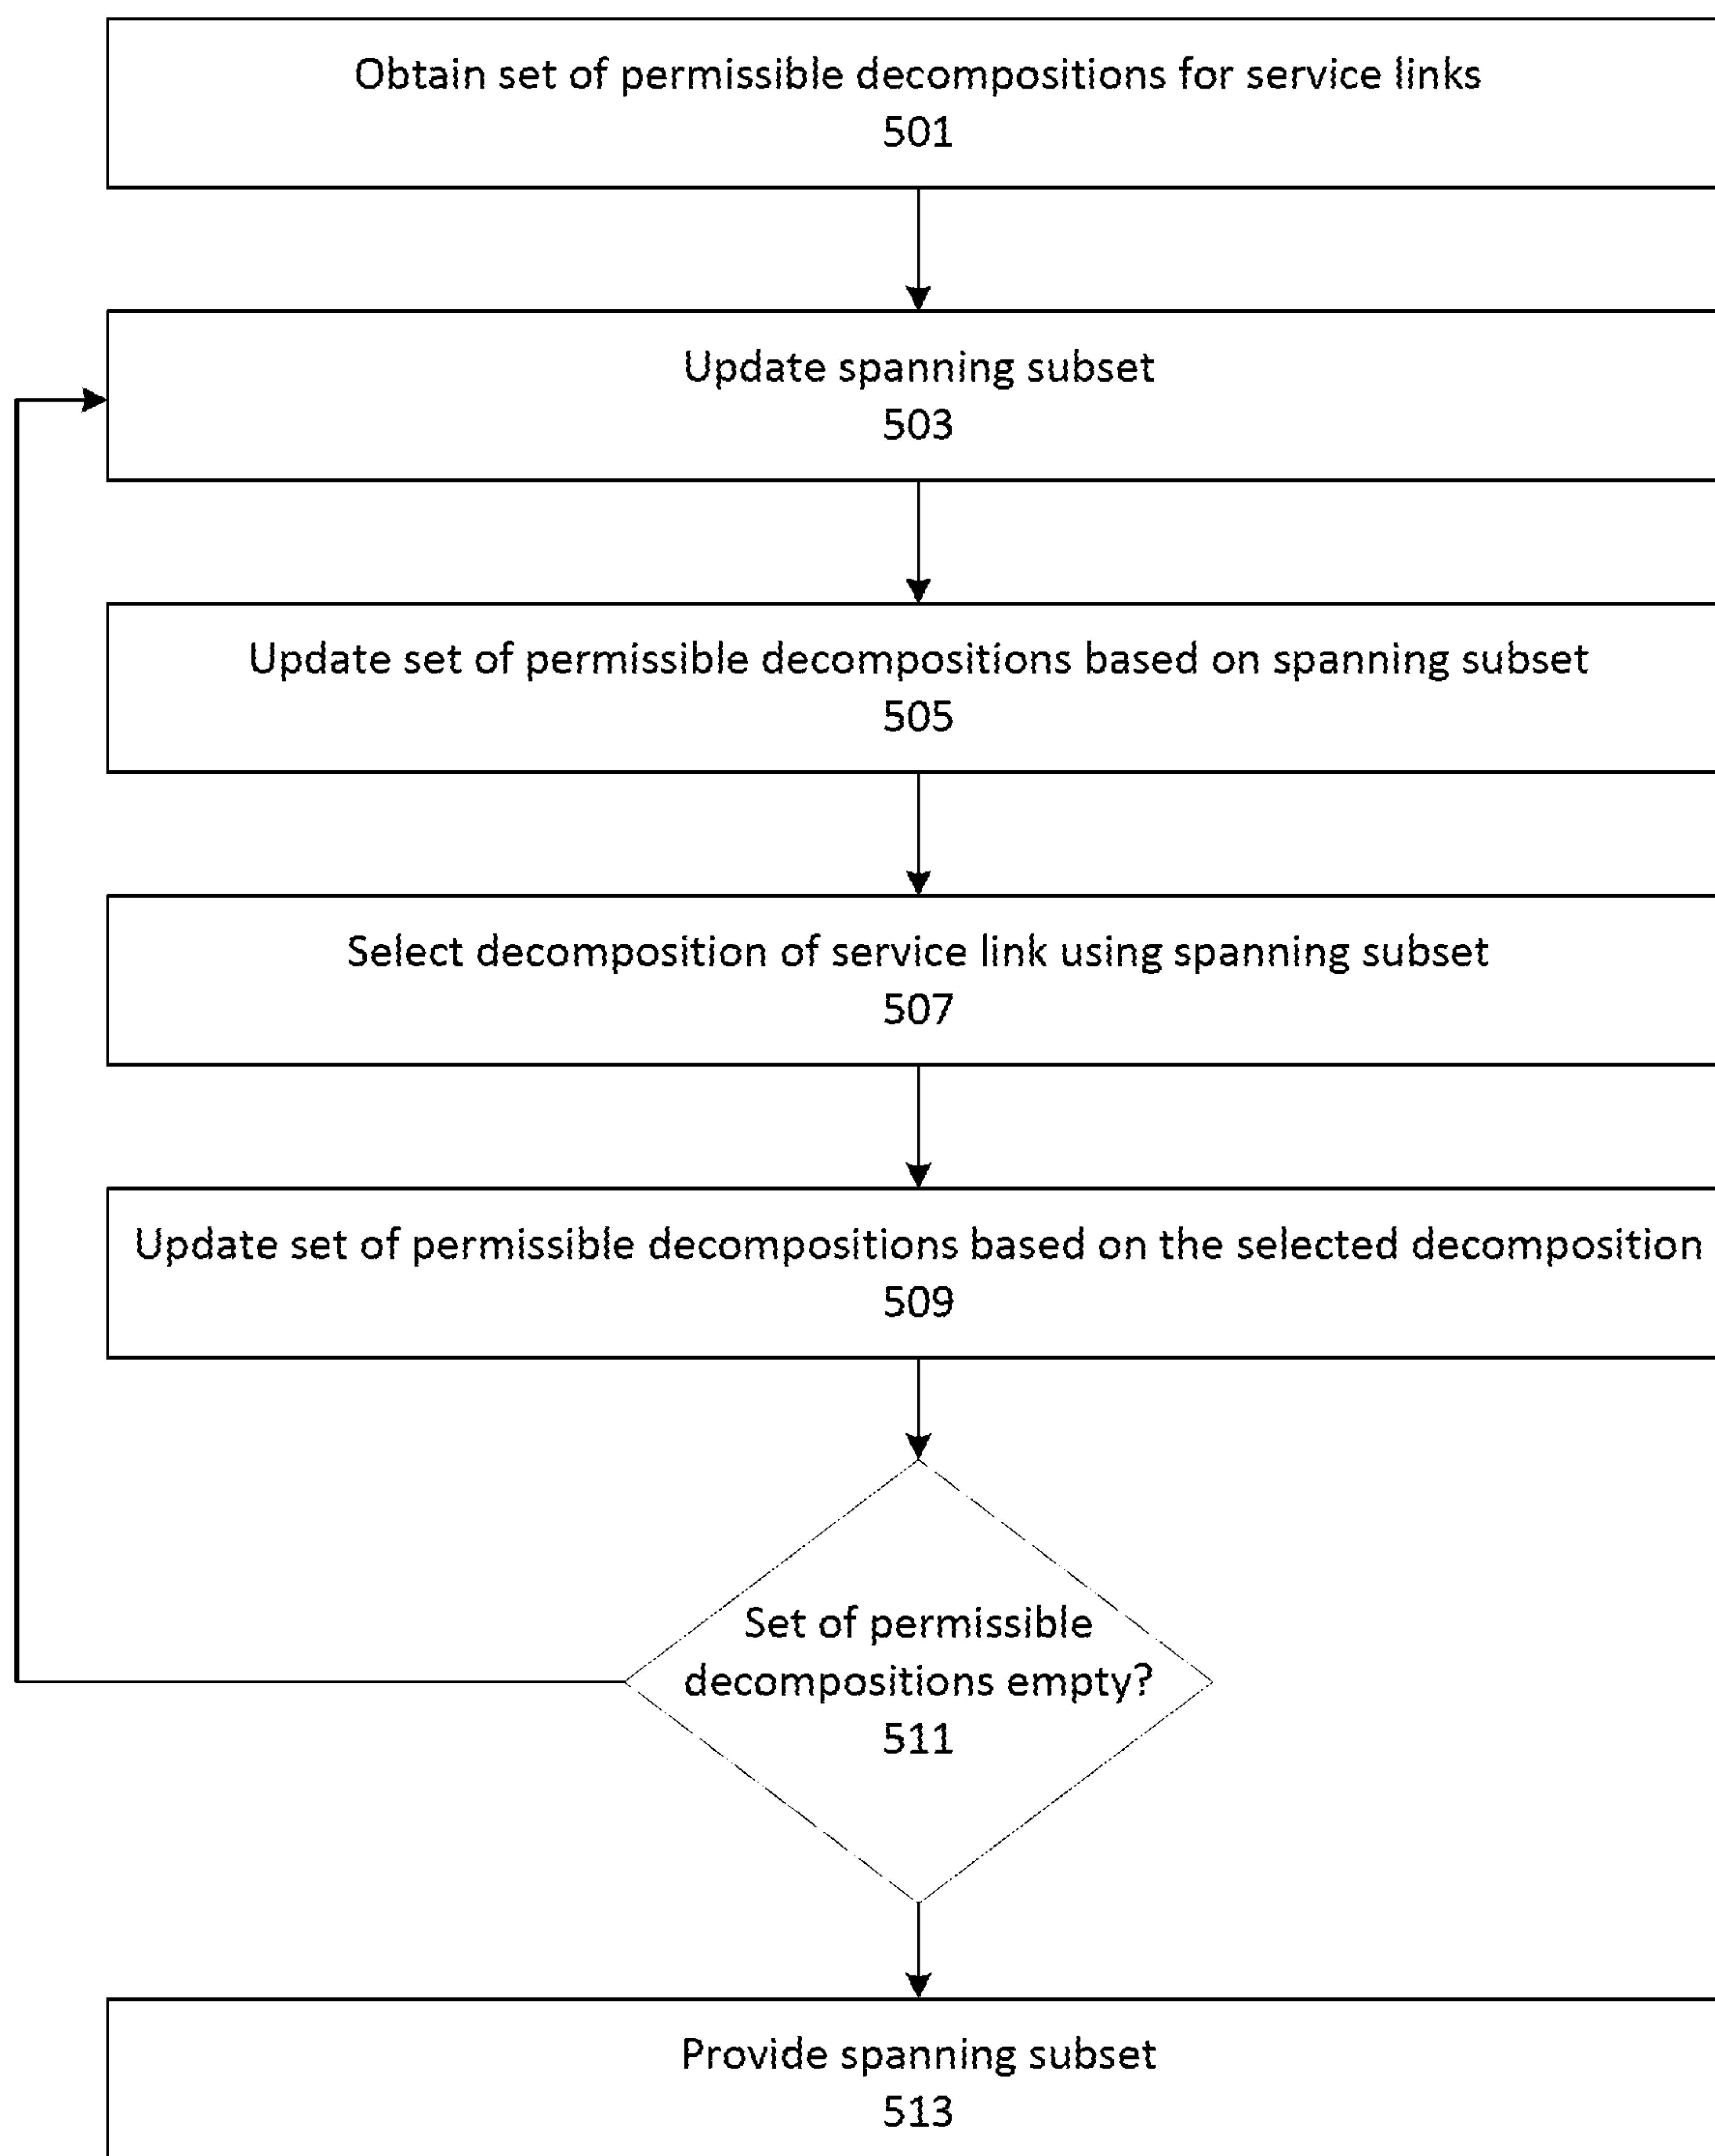 Obtain set of permissible decompositions for service links
501
Update spanning subset
503
Update set of permissible decompositions based on spanning subset
505
Select decomposition of service link using spanning subset
507
Update set of permissible decompositions based on the selected decomposition
509
Set of permissible
decompositions empty?
511
Provide spanning subset
513